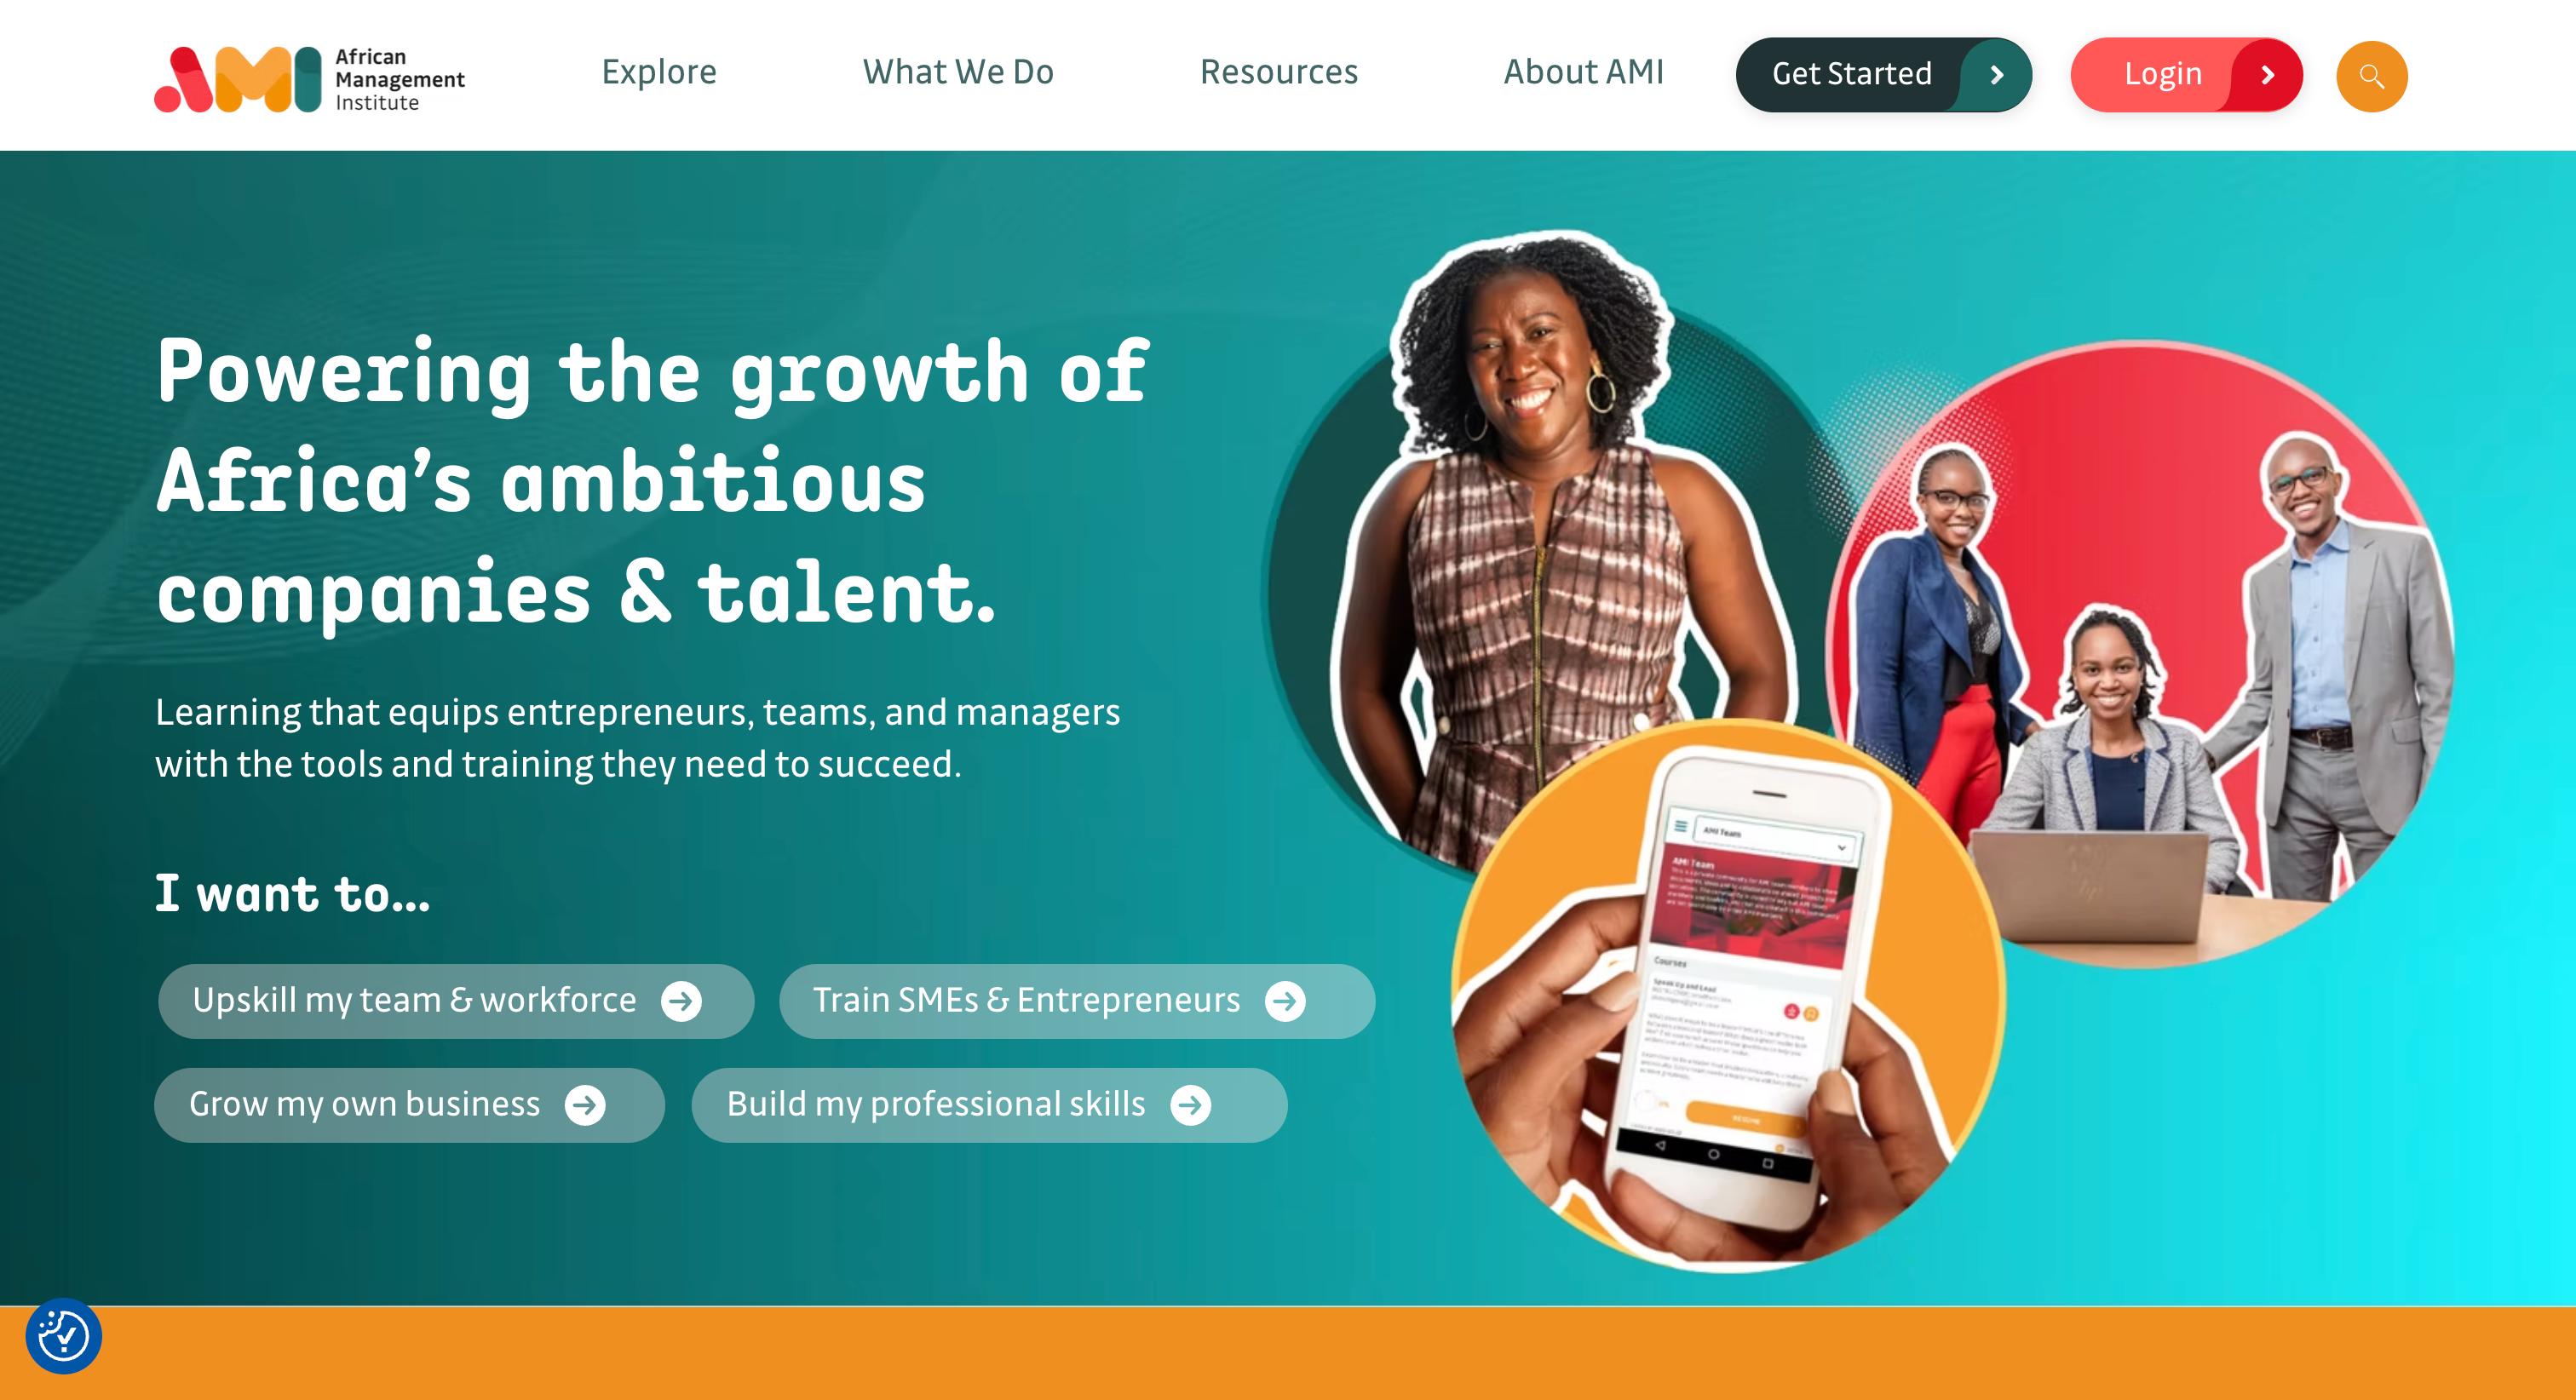 African
Management
Institute
Explore
What We Do
Resources
About AMI
Get Started
Login
Powering the growth of
Africa’s ambitious
companies & talent.
Learning that equips entrepreneurs, teams, and managers
with the tools and training they need to succeed.
I want to...
Upskill my team & workforce
Train SMEs & Entrepreneurs
Grow my own business
Build my professional skills
AMI Team
AMI Team
Courses
Speak Up and Lead